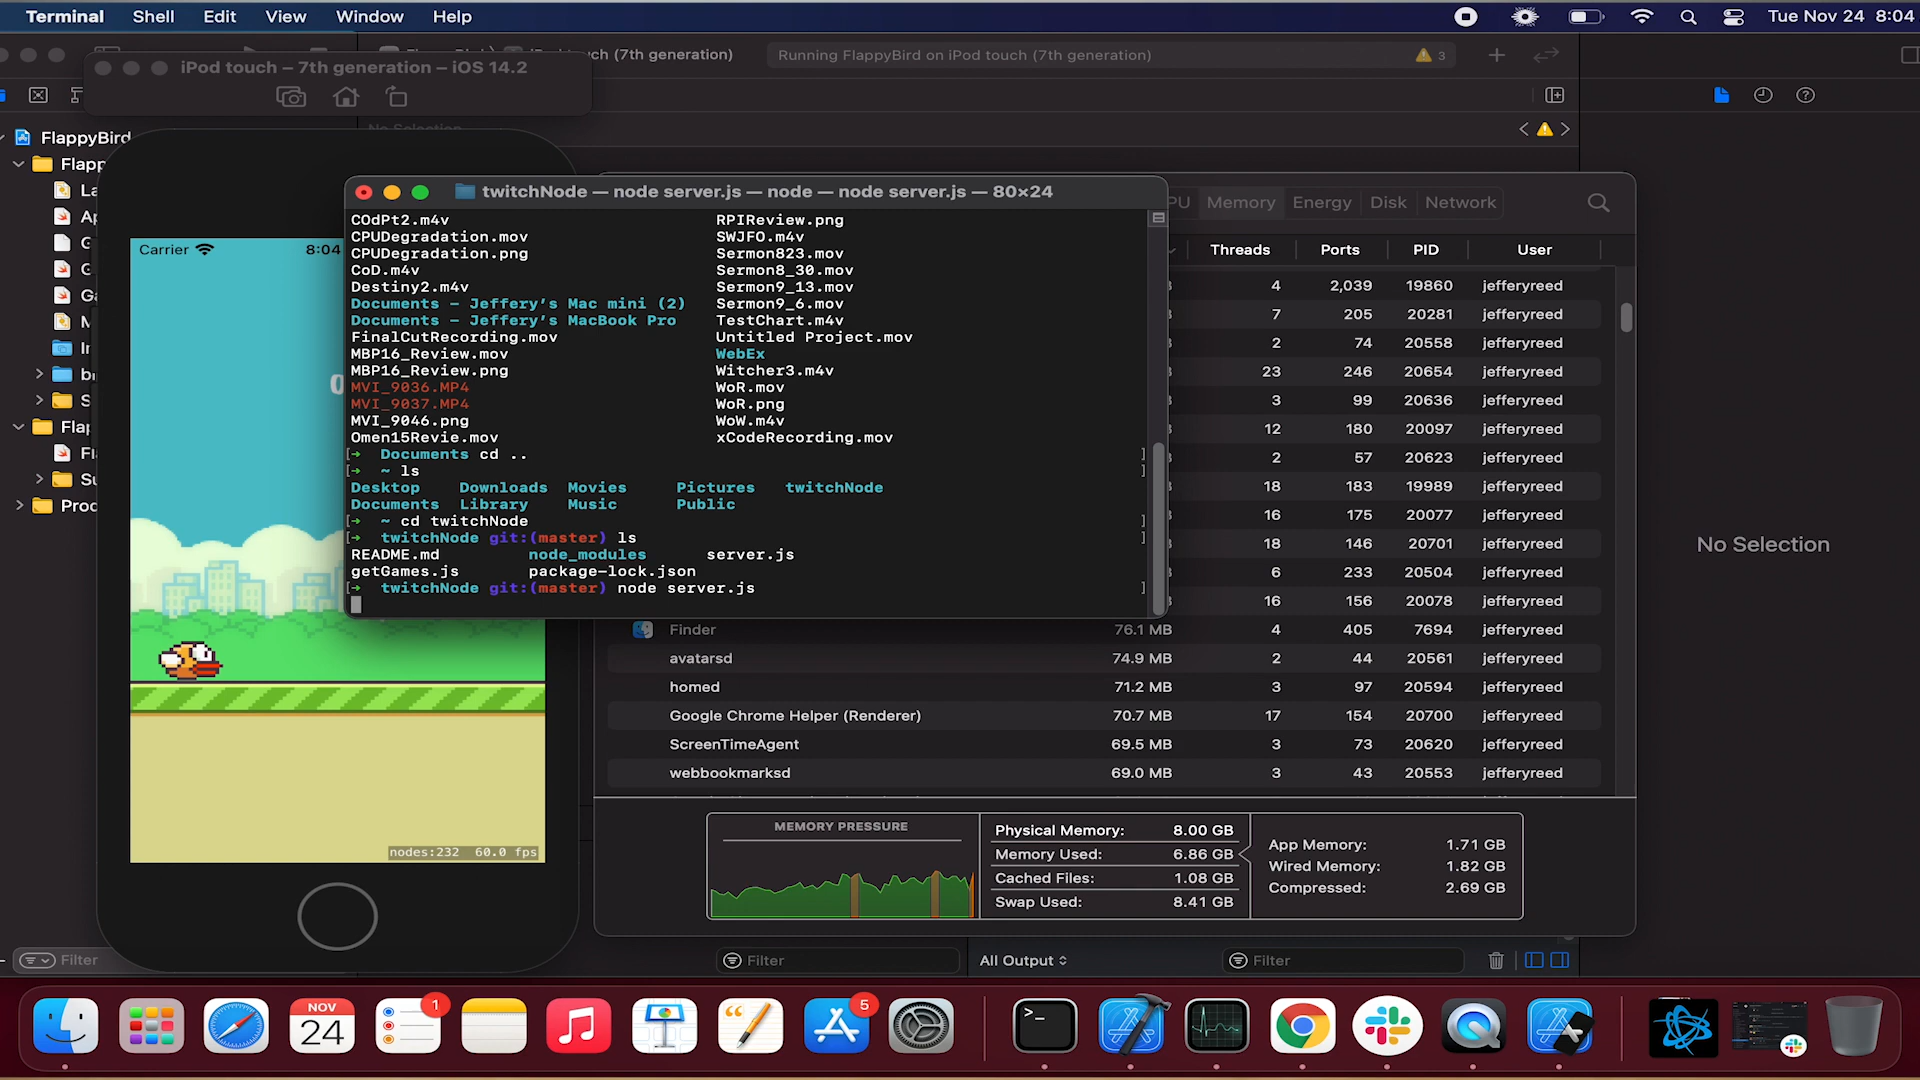 Terminal Shell Edit View Window Help
Tue Nov 24 8:04
iPod touch – 7th generation – iOS 14.2
(7th generation)
Running FlappyBird on iPod touch (7th generation)
3
No Selection
FlappyBird
Carrier
8:04
twitchNode — node server.js — node — node server.js — 80×24
COdPt2.m4v RPIReview.png
CPUDegradation.mov SWJFO.m4v
CPUDegradation.png Sermon823.mov
CoD.m4v Sermon8_30.mov
Destiny2.m4v Sermon9_13.mov
Documents - Jeffery's Mac mini (2) Sermon9_6.mov
Documents - Jeffery's MacBook Pro TestChart.m4v
FinalCutRecording.mov Untitled Project.mov
MBP16_Review.mov WebEx
MBP16_Review.png Witcher3.m4v
MVI_9036.MP4 WoR.mov
MVI_9037.MP4 WoR.png
MVI_9046.png WoW.m4v
Omen15Revie.mov xCodeRecording.mov
[→ Documents cd .. ]
[→ ~ ls ]
Desktop Downloads Movies Pictures twitchNode
Documents Library Music Public
[→ ~ cd twitchNode ]
[→ twitchNode git:(master) ls ]
README.md node_modules server.js
getGames.js package-lock.json
[→ twitchNode git:(master) node server.js ]
Memory Energy Disk Network
Threads Ports PID User
4 2,039 19860 jefferyreed
7 205 20281 jefferyreed
2 74 20558 jefferyreed
23 246 20654 jefferyreed
3 99 20636 jefferyreed
12 180 20097 jefferyreed
2 57 20623 jefferyreed
18 183 19989 jefferyreed
16 175 20077 jefferyreed
18 146 20701 jefferyreed
6 233 20504 jefferyreed
16 156 20078 jefferyreed
Finder 76.1 MB 4 405 7694 jefferyreed
avatarsd 74.9 MB 2 44 20561 jefferyreed
homed 71.2 MB 3 97 20594 jefferyreed
Google Chrome Helper (Renderer) 70.7 MB 17 154 20700 jefferyreed
ScreenTimeAgent 69.5 MB 3 73 20620 jefferyreed
webbookmarksd 69.0 MB 3 43 20553 jefferyreed
No Selection
MEMORY PRESSURE
Physical Memory: 8.00 GB
Memory Used: 6.86 GB
Cached Files: 1.08 GB
Swap Used: 8.41 GB
App Memory: 1.71 GB
Wired Memory: 1.82 GB
Compressed: 2.69 GB
nodes:232 60.0 fps
Filter
Filter
All Output
Filter
NOV
24
1
5
>_